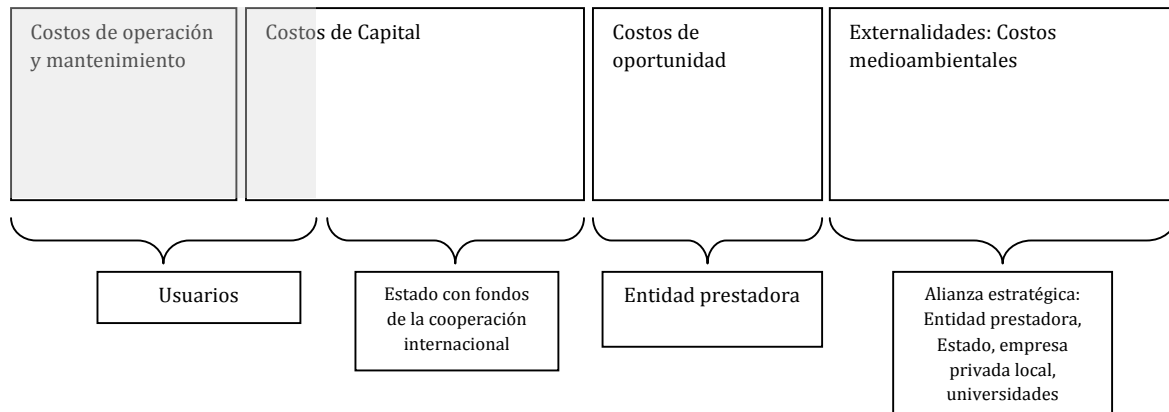 Costos de operación
y mantenimiento
Costos de Capital
Costos de
oportunidad
Externalidades: Costos
medioambientales
Usuarios
Estado con fondos
de la cooperación
internacional
Entidad prestadora
Alianza estratégica:
Entidad prestadora,
Estado, empresa
privada local,
universidades